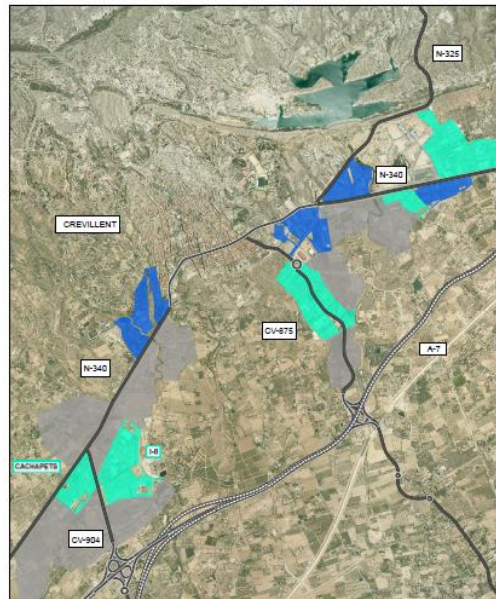 N-325
N-340
CREVILLENT
CV-875
A-7
N-340
I-8
CACHAPETS
CV-904